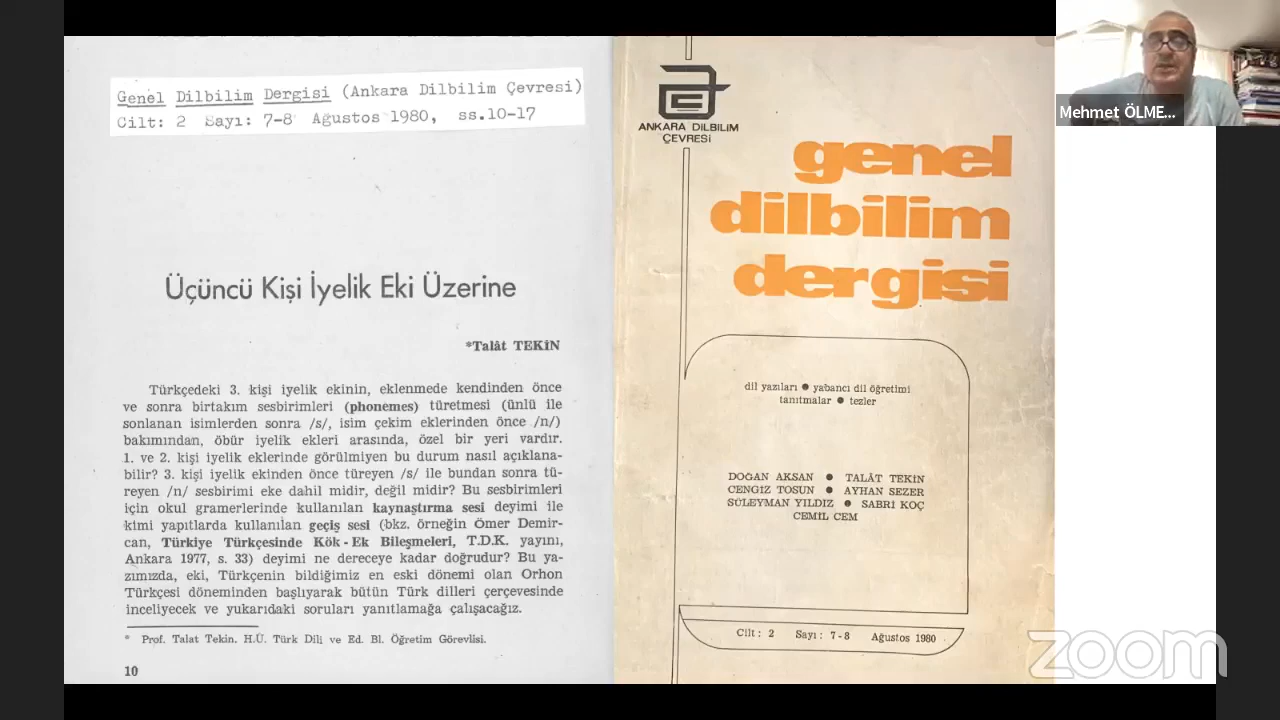 Genel Dilbilim Dergisi (Ankara Dilbilim Çevresi)
Cilt: 2 Sayı: 7-8 Ağustos 1980, ss.10-17
Üçüncü Kişi İyelik Eki Üzerine
*Talât TEKİN
Türkçedeki 3. kişi iyelik ekinin, eklenmede kendinden önce
ve sonra birtakım sesbirimleri (phonemes) türetmesi (ünlü ile
sonlanan isimlerden sonra /s/, isim çekim eklerinden önce /n/)
bakımından, öbür iyelik ekleri arasında, özel bir yeri vardır.
1. ve 2. kişi iyelik eklerinde görülmiyen bu durum nasıl açıklana-
bilir? 3. kişi iyelik ekinden önce türeyen /s/ ile bundan sonra tü-
reyen /n/ sesbirimi eke dahil midir, değil midir? Bu sesbirimleri
için okul gramerlerinde kullanılan kaynaştırma sesi deyimi ile
kimi yapıtlarda kullanılan geçiş sesi (bkz. örneğin Ömer Demir-
can, Türkiye Türkçesinde Kök - Ek Bileşmeleri, T.D.K. yayını,
Ankara 1977, s. 33) deyimi ne dereceye kadar doğrudur? Bu ya-
zımızda, eki, Türkçenin bildiğimiz en eski dönemi olan Orhon
Türkçesi döneminden başlıyarak bütün Türk dilleri çerçevesinde
inceliyecek ve yukarıdaki soruları yanıtlamağa çalışacağız.
* Prof. Talat Tekin. H.Ü. Türk Dili ve Ed. Bl. Öğretim Görevlisi.
10
ANKARA DİLBİLİM
ÇEVRESİ
genel
dilbilim
dergisi
dil yazıları ● yabancı dil öğretimi
tanıtmalar ● tezler
DOĞAN AKSAN ● TALÂT TEKİN
CENGİZ TOSUN ● AYHAN SEZER
SÜLEYMAN YILDIZ ● SABRİ KOÇ
CEMİL CEM
Cilt: 2 Sayı: 7-8 Ağustos 1980
Mehmet ÖLME...
zoom